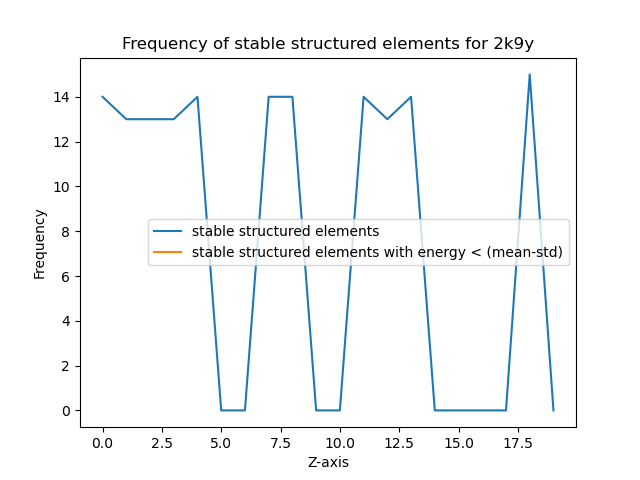 Frequency of stable structured elements for 2k9y
14
12
10
8
6
4
2
0
Frequency
stable structured elements
stable structured elements with energy < (mean-std)
0.0 2.5 5.0 7.5 10.0 12.5 15.0 17.5
Z-axis